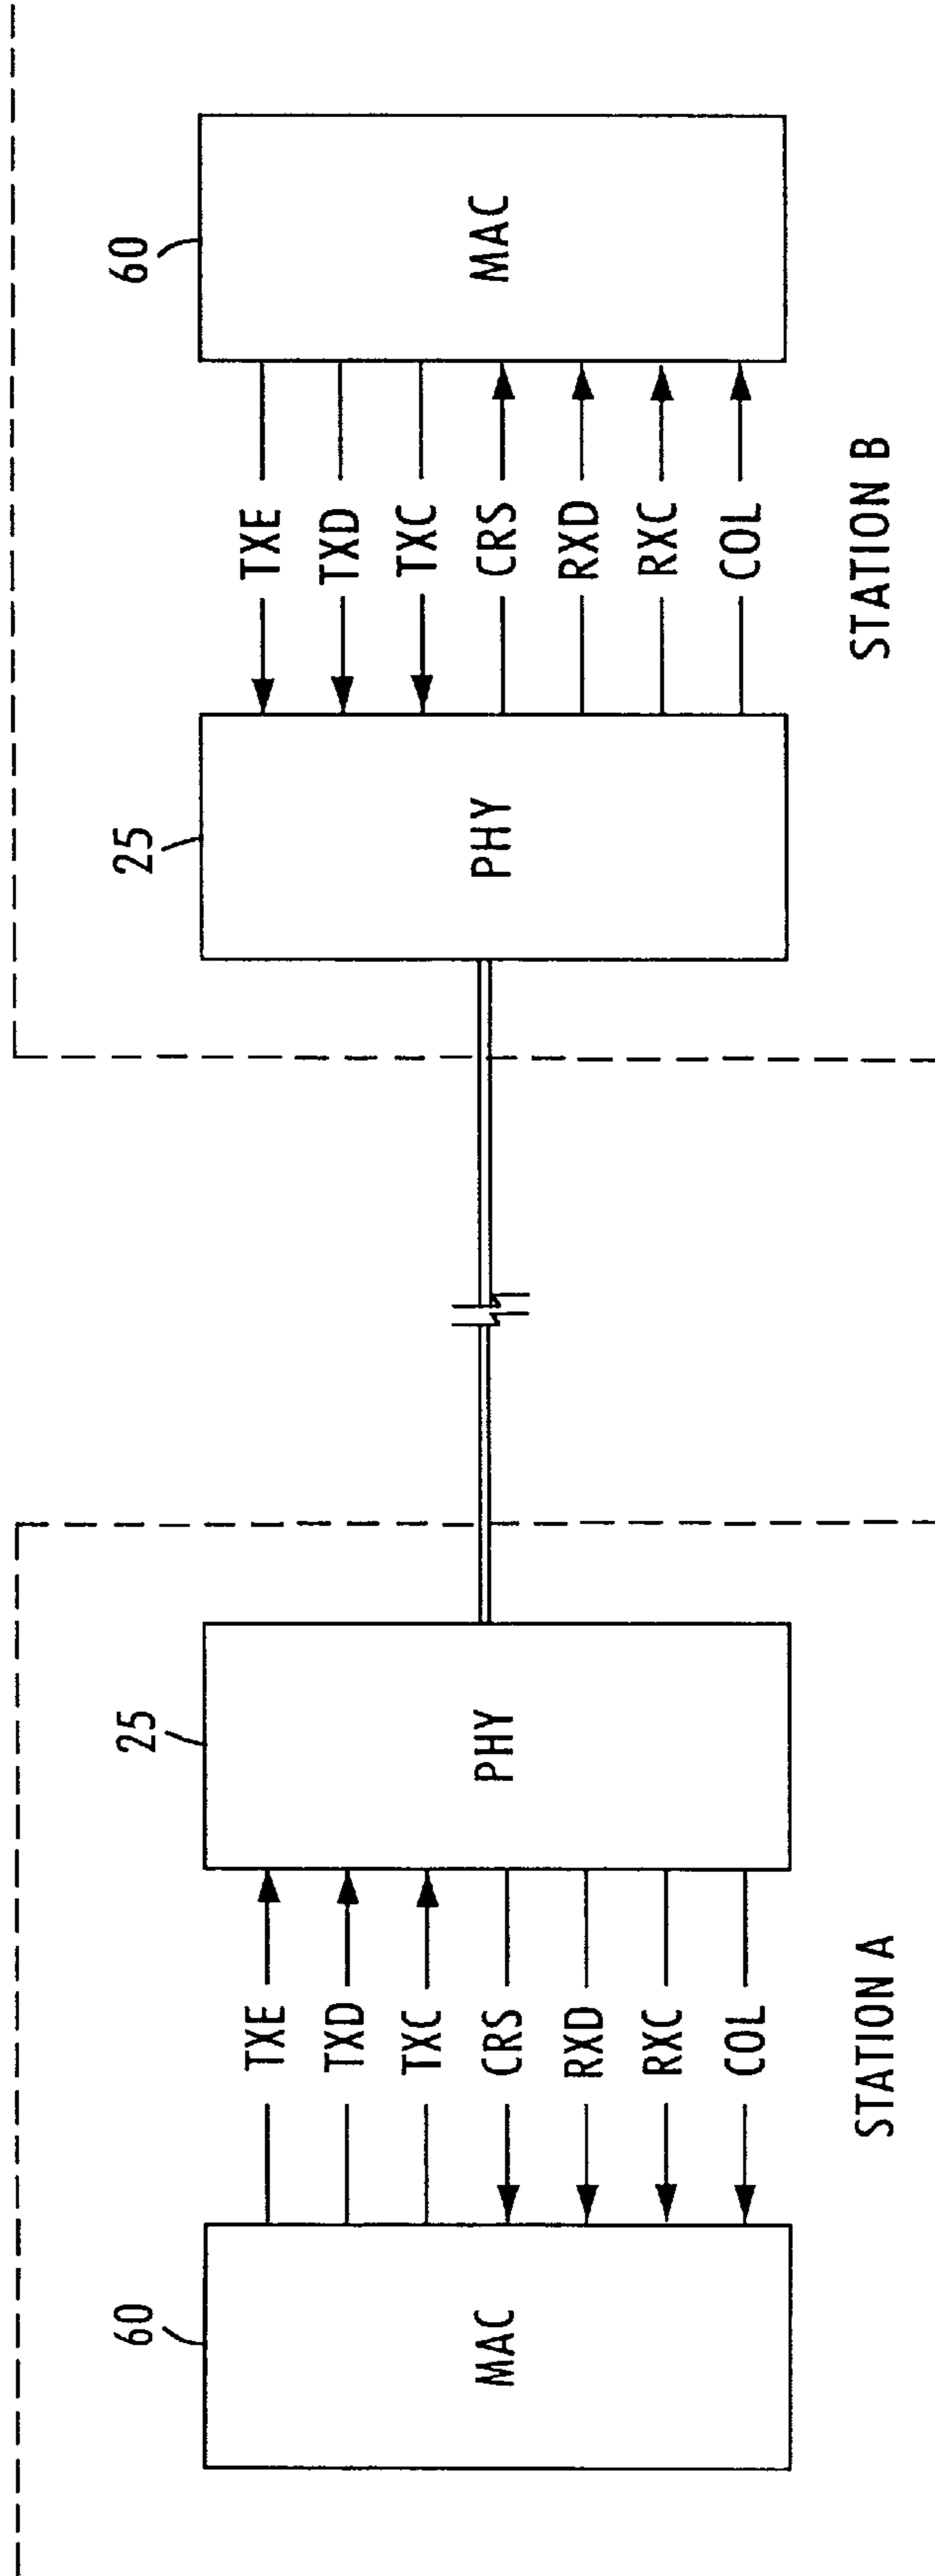 60
25
25
60
MAC
TXE
TXD
TXC
CRS
RXD
RXC
COL
PHY
PHY
TXE
TXD
TXC
CRS
RXD
RXC
COL
MAC
STATION A
STATION B